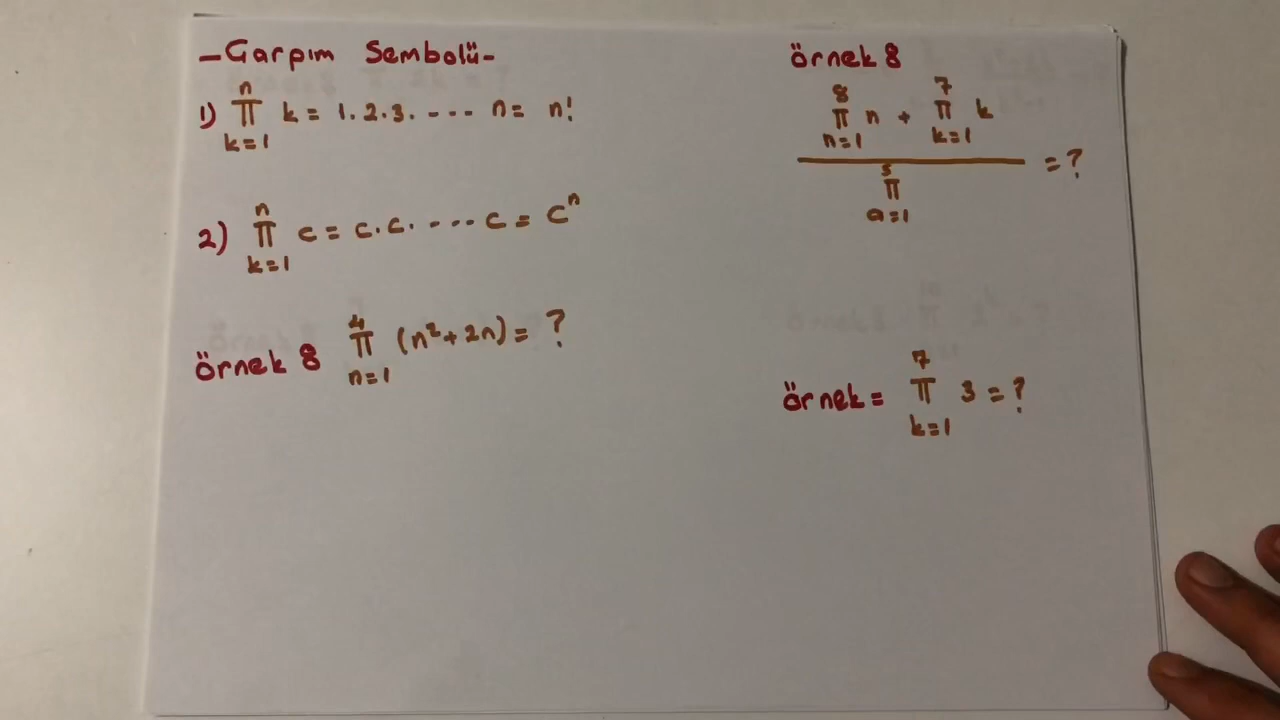 -Çarpım Sembolü-
1) n π k=1 k = 1.2.3. .... n = n!
2) n π k=1 c = c.c. .... c = cⁿ
örnek 8 4 π n=1 (n²+2n) = ?
örnek 8
8 π n=1 n + 7 π k=1 k
= ?
5 π a=1
örnek = 7 π k=1 3 = ?